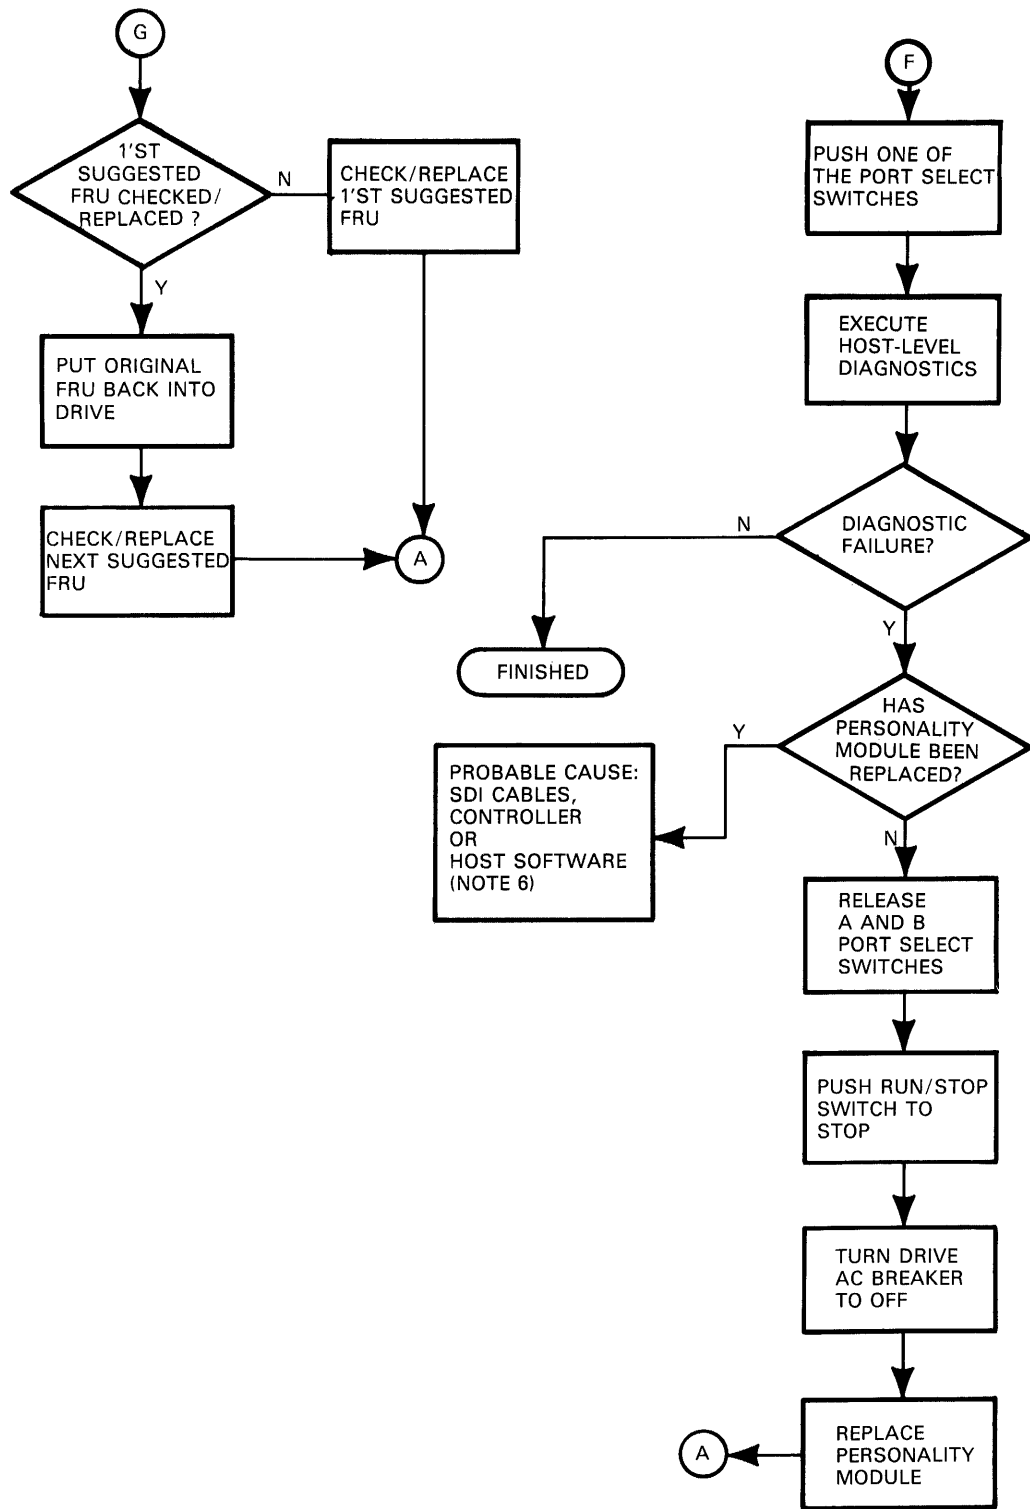 G
1'ST
SUGGESTED
FRU CHECKED/
REPLACED ?
N
CHECK/REPLACE
1'ST SUGGESTED
FRU
Y
PUT ORIGINAL
FRU BACK INTO
DRIVE
CHECK/REPLACE
NEXT SUGGESTED
FRU
A
F
PUSH ONE OF
THE PORT SELECT
SWITCHES
EXECUTE
HOST-LEVEL
DIAGNOSTICS
DIAGNOSTIC
FAILURE?
N
FINISHED
Y
HAS
PERSONALITY
MODULE BEEN
REPLACED?
Y
PROBABLE CAUSE:
SDI CABLES,
CONTROLLER
OR
HOST SOFTWARE
(NOTE 6)
N
RELEASE
A AND B
PORT SELECT
SWITCHES
PUSH RUN/STOP
SWITCH TO
STOP
TURN DRIVE
AC BREAKER
TO OFF
REPLACE
PERSONALITY
MODULE
A